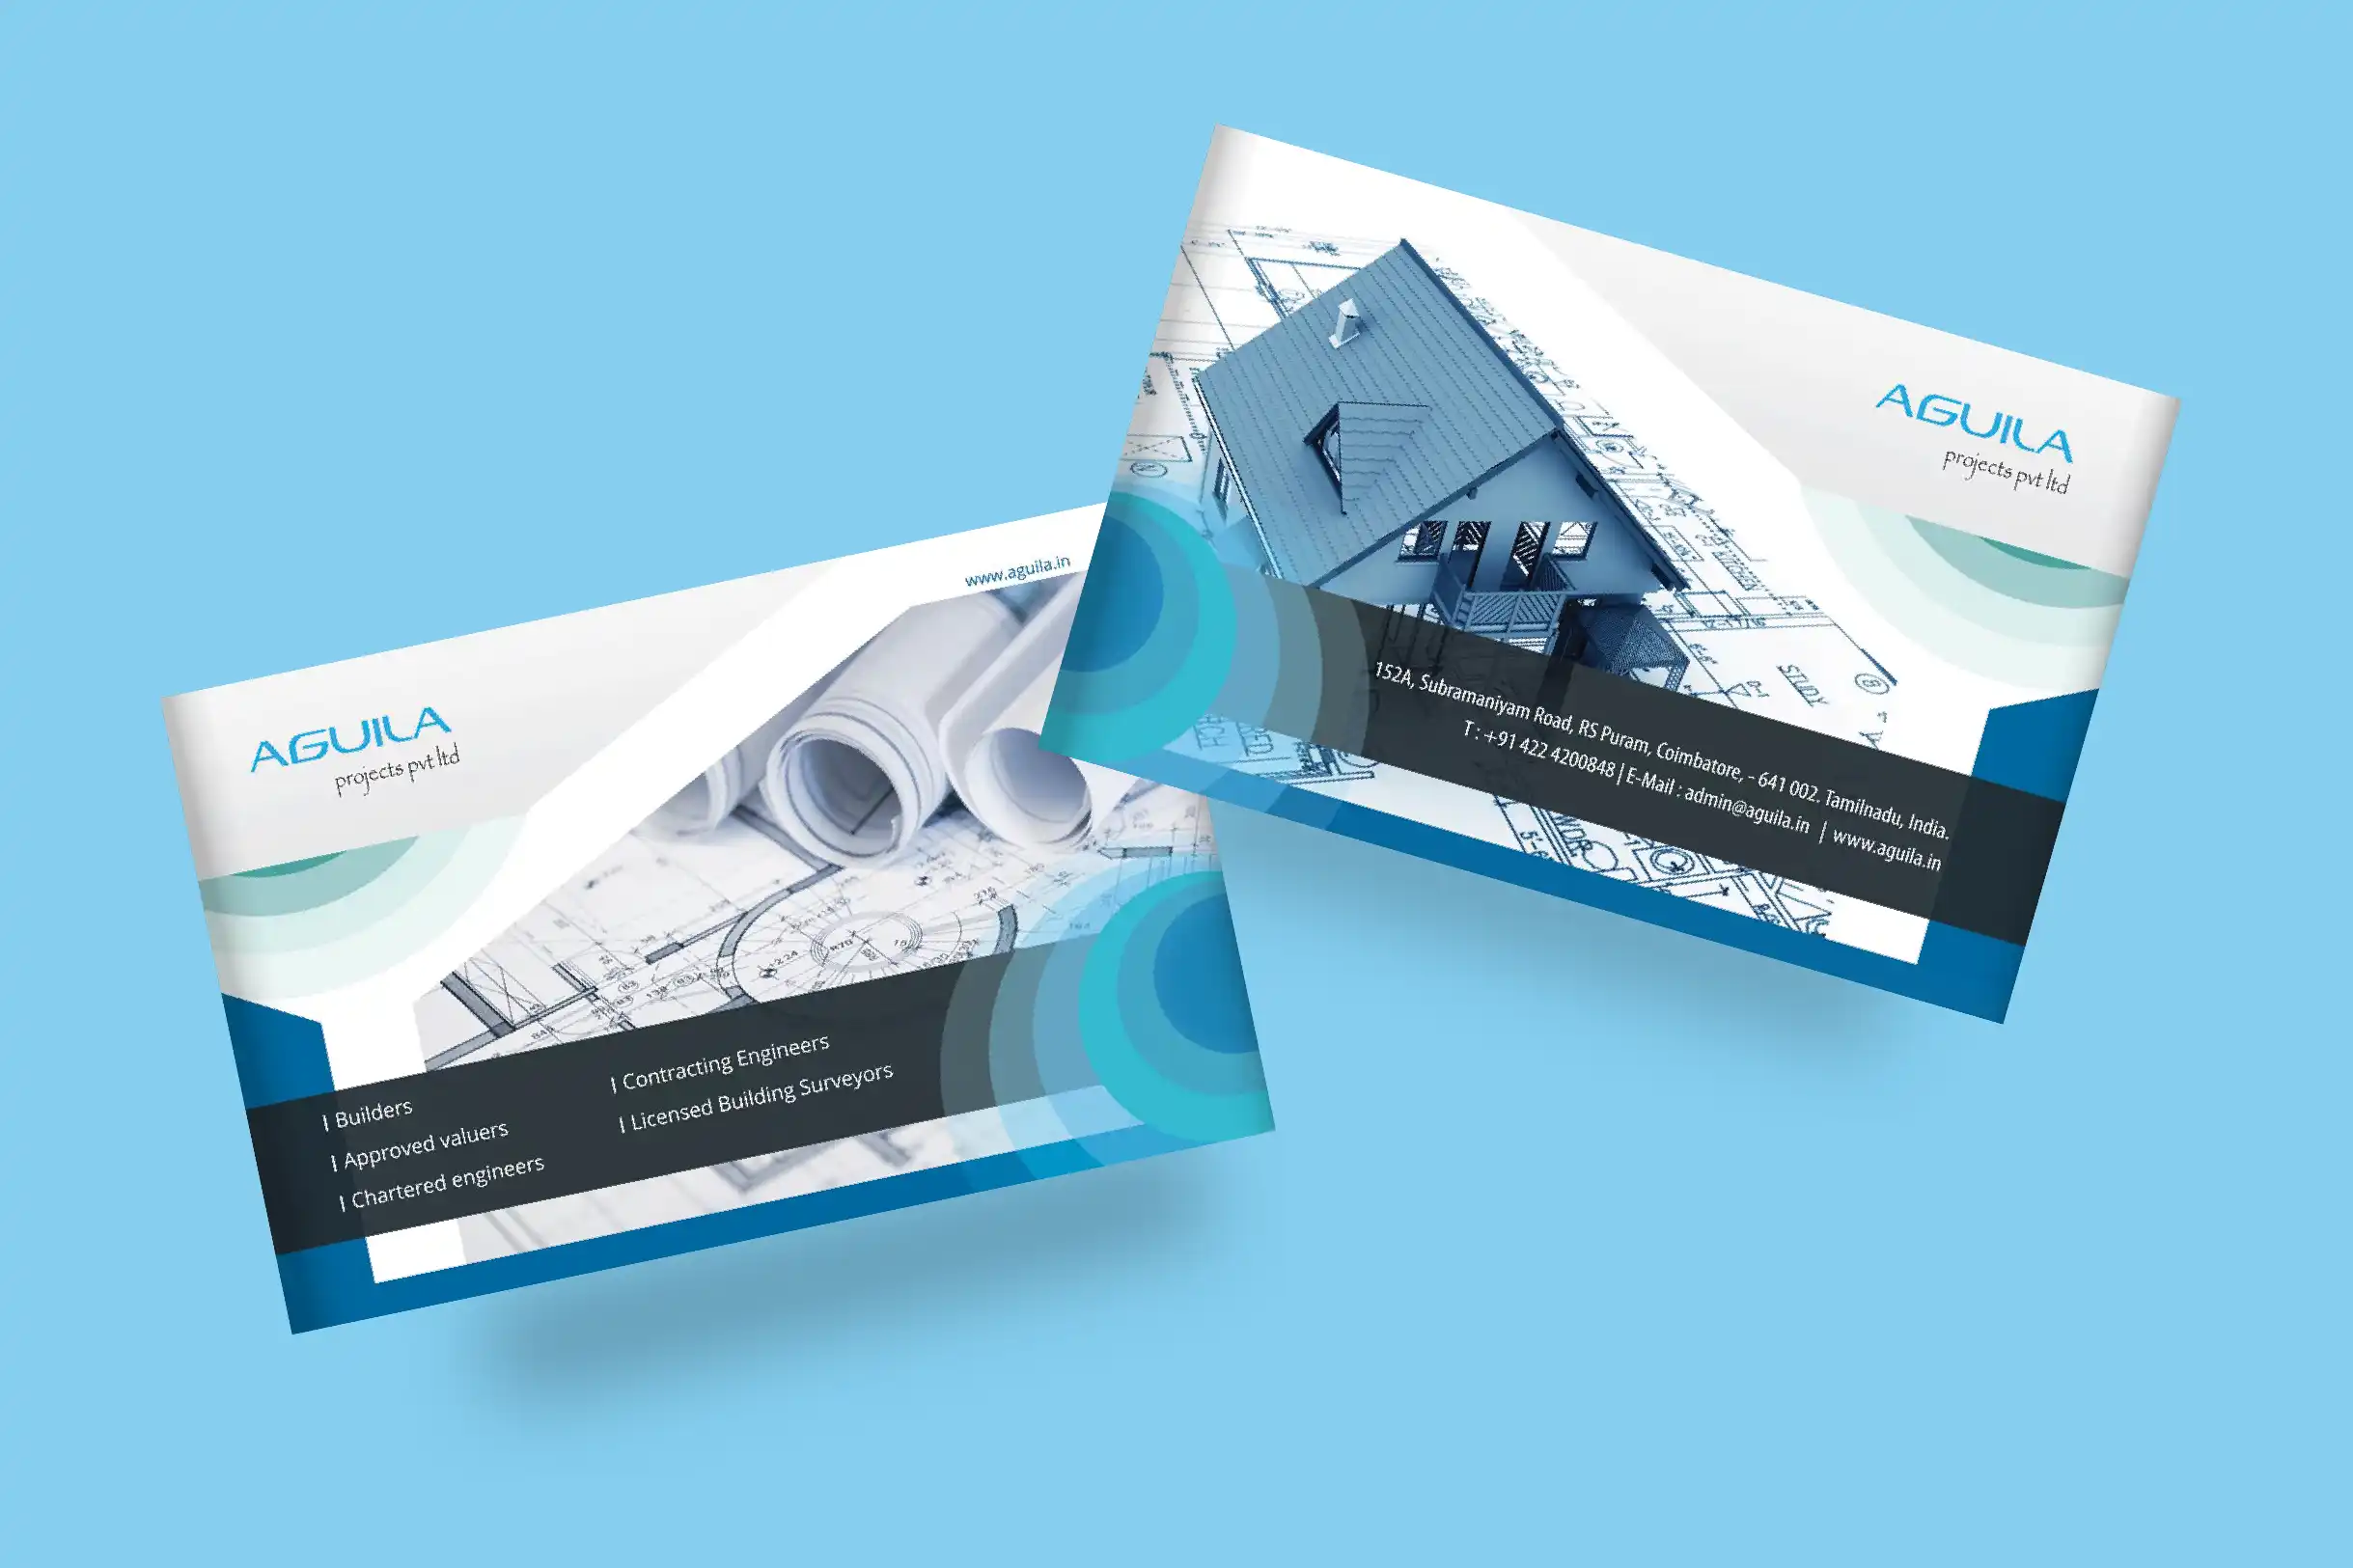 AGUILA
projects pvt ltd
www.aguila.in
| Builders
| Approved valuers
| Chartered engineers
| Contracting Engineers
| Licensed Building Surveyors
AGUILA
projects pvt ltd
STUDY
152A, Subramaniyam Road, RS Puram, Coimbatore, - 641 002. Tamilnadu, India.
T : +91 422 4200848 | E-Mail : admin@aguila.in | www.aguila.in